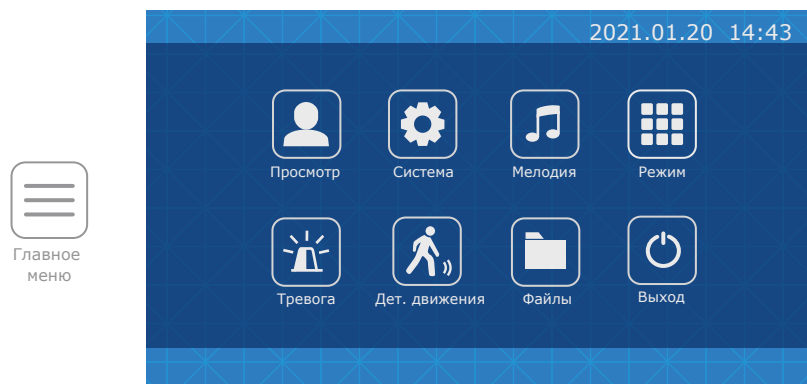 2021.01.20 14:43
Просмотр
Система
Мелодия
Режим
Главное
меню
Тревога
Дет. движения
Файлы
Выход